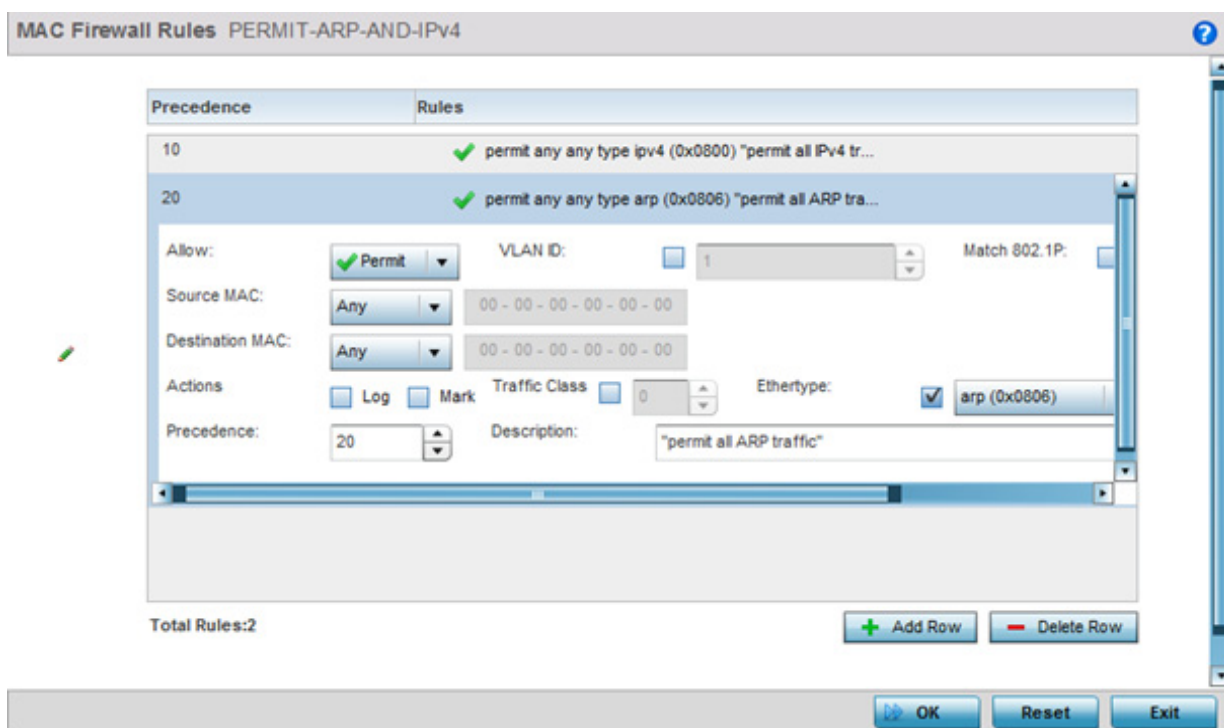 MAC Firewall Rules PERMIT-ARP-AND-IPv4
?
Precedence Rules
10 permit any any type ipv4 (0x0800) "permit all IPv4 tr...
20 permit any any type arp (0x0806) "permit all ARP tra...
Allow: Permit VLAN ID: 1 Match 802.1P:
Source MAC: Any 00 - 00 - 00 - 00 - 00 - 00
Destination MAC: Any 00 - 00 - 00 - 00 - 00 - 00
Actions Log Mark Traffic Class 0 Ethertype: arp (0x0806)
Precedence: 20 Description: "permit all ARP traffic"
Total Rules:2 Add Row Delete Row
OK Reset Exit